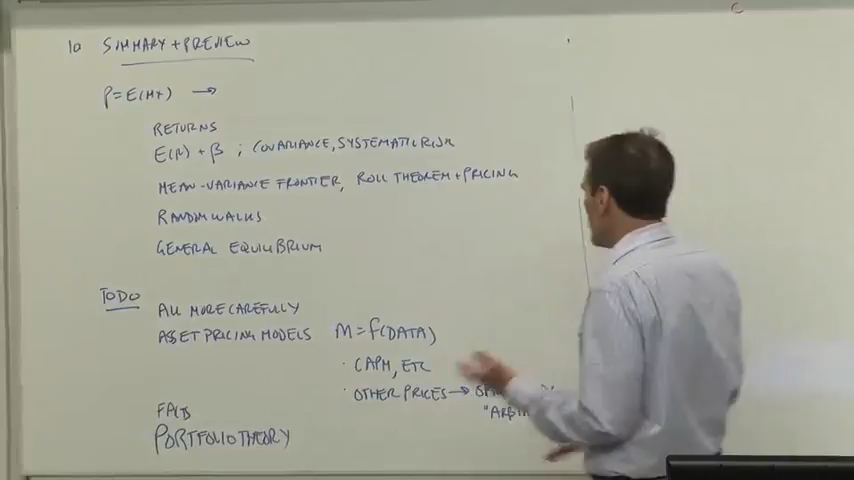 10 SUMMARY + PREVIEW
P=E(MX) →
RETURNS
E(R) + β ; COVARIANCE, SYSTEMATIC RISK
MEAN-VARIANCE FRONTIER, ROLL THEOREM + PRICING
RANDOM WALKS
GENERAL EQUILIBRIUM
TODO
ALL MORE CAREFULLY
ASSET PRICING MODELS M = f(DATA)
· CAPM, ETC
· OTHER PRICES →
FACTS
PORTFOLIO THEORY